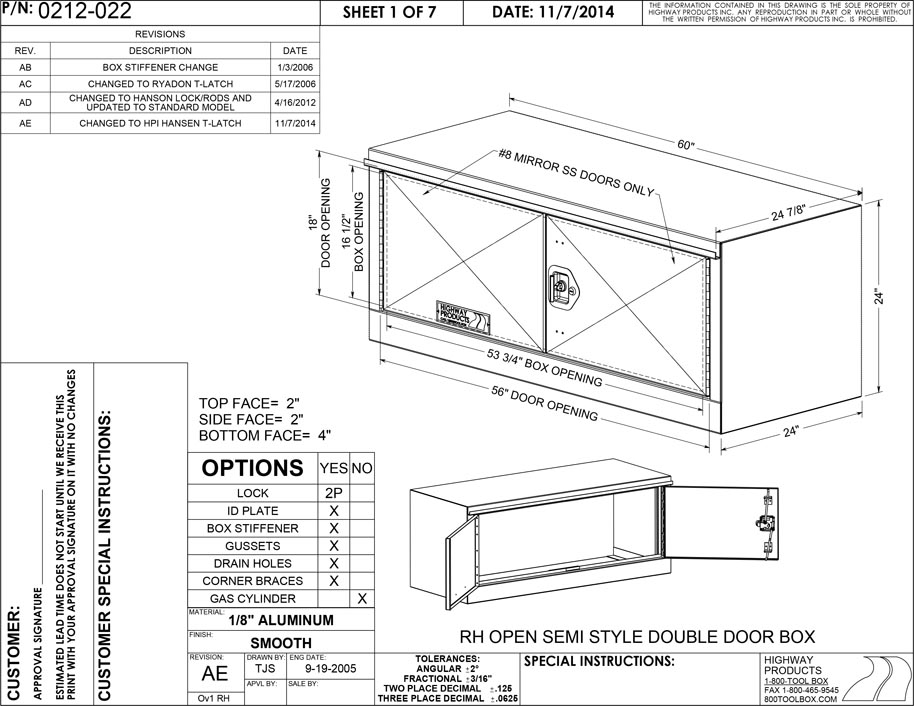 P/N: 0212-022
SHEET 1 OF 7
DATE: 11/7/2014
THE INFORMATION CONTAINED IN THIS DRAWING IS THE SOLE PROPERTY OF
HIGHWAY PRODUCTS INC. ANY REPRODUCTION IN PART OR WHOLE WITHOUT
THE WRITTEN PERMISSION OF HIGHWAY PRODUCTS INC. IS PROHIBITED.
REVISIONS
REV. DESCRIPTION DATE
AB BOX STIFFENER CHANGE 1/3/2006
AC CHANGED TO RYADON T-LATCH 5/17/2006
AD CHANGED TO HANSON LOCK/RODS AND
UPDATED TO STANDARD MODEL 4/16/2012
AE CHANGED TO HPI HANSEN T-LATCH 11/7/2014
60"
#8 MIRROR SS DOORS ONLY
24 7/8"
18"
DOOR OPENING
16 1/2"
BOX OPENING
24"
HIGHWAY
PRODUCTS
53 3/4" BOX OPENING
56" DOOR OPENING
24"
TOP FACE= 2"
SIDE FACE= 2"
BOTTOM FACE= 4"
CUSTOMER:
APPROVAL SIGNATURE
ESTIMATED LEAD TIME DOES NOT START UNTIL WE RECEIVE THIS
PRINT WITH YOUR APPROVAL SIGNATURE ON IT WITH NO CHANGES
CUSTOMER SPECIAL INSTRUCTIONS:
OPTIONS YES NO
LOCK 2P
ID PLATE X
BOX STIFFENER X
GUSSETS X
DRAIN HOLES X
CORNER BRACES X
GAS CYLINDER X
MATERIAL:
1/8" ALUMINUM
FINISH:
SMOOTH
REVISION:
AE
Ov1 RH
DRAWN BY:
TJS
ENG DATE:
9-19-2005
APVL BY:
SALE BY:
RH OPEN SEMI STYLE DOUBLE DOOR BOX
TOLERANCES:
ANGULAR ±2°
FRACTIONAL ±3/16"
TWO PLACE DECIMAL ±.125
THREE PLACE DECIMAL ±.0625
SPECIAL INSTRUCTIONS:
HIGHWAY
PRODUCTS
1-800-TOOL BOX
FAX 1-800-465-9545
800TOOLBOX.COM